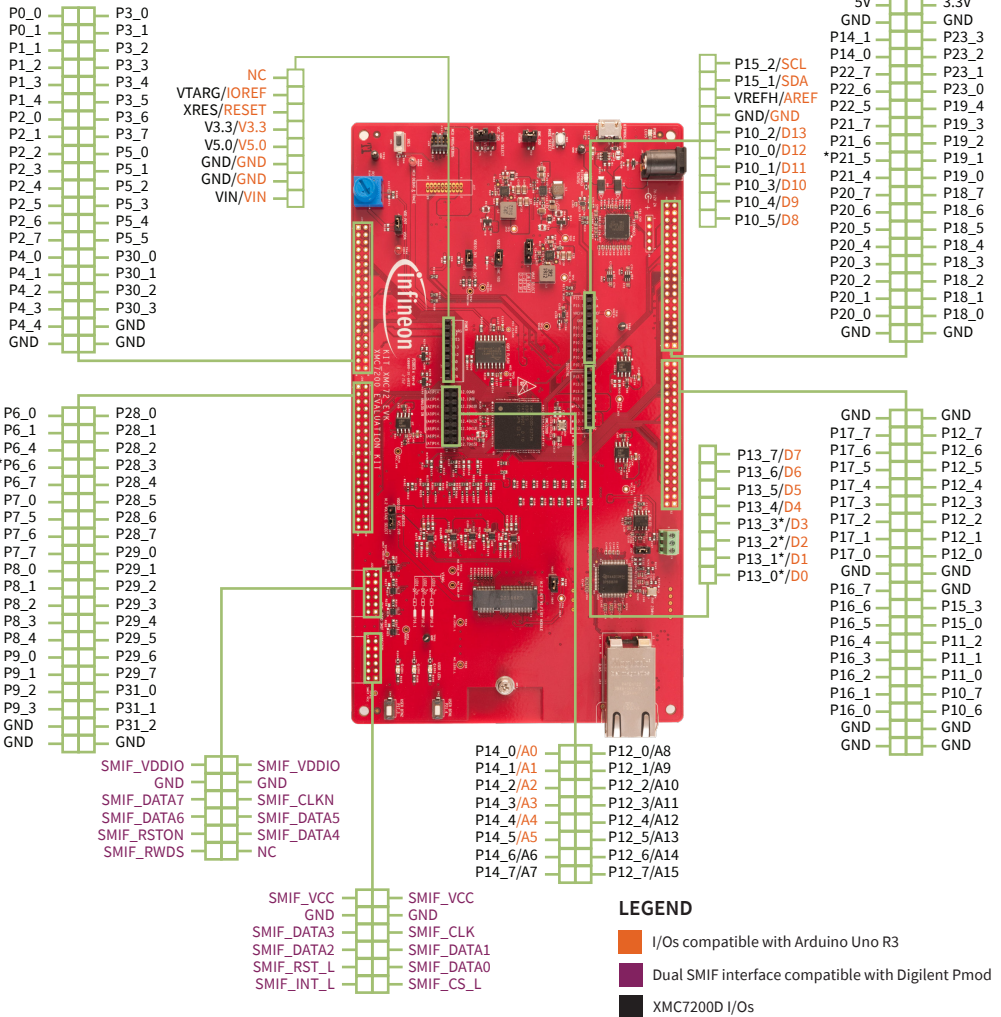 P0_0 P3_0
P0_1 P3_1
P1_1 P3_2
P1_2 P3_3
P1_3 P3_4
P1_4 P3_5
P2_0 P3_6
P2_1 P3_7
P2_2 P5_0
P2_3 P5_1
P2_4 P5_2
P2_5 P5_3
P2_6 P5_4
P2_7 P5_5
P4_0 P30_0
P4_1 P30_1
P4_2 P30_2
P4_3 P30_3
P4_4 GND
GND GND
NC
VTARG/IOREF
XRES/RESET
V3.3/V3.3
V5.0/V5.0
GND/GND
GND/GND
VIN/VIN
P15_2/SCL
P15_1/SDA
VREFH/AREF
GND/GND
P10_2/D13
P10_0/D12
P10_1/D11
P10_3/D10
P10_4/D9
P10_5/D8
5V 3.3V
GND GND
P14_1 P23_3
P14_0 P23_2
P22_7 P23_1
P22_6 P23_0
P22_5 P19_4
P21_7 P19_3
P21_6 P19_2
*P21_5 P19_1
P21_4 P19_0
P20_7 P18_7
P20_6 P18_6
P20_5 P18_5
P20_4 P18_4
P20_3 P18_3
P20_2 P18_2
P20_1 P18_1
P20_0 P18_0
GND GND
infineon
KIT_XMC72_EVK
XMC7200 EVALUATION KIT
P6_0 P28_0
P6_1 P28_1
P6_4 P28_2
*P6_6 P28_3
P6_7 P28_4
P7_0 P28_5
P7_5 P28_6
P7_6 P28_7
P7_7 P29_0
P8_0 P29_1
P8_1 P29_2
P8_2 P29_3
P8_3 P29_4
P8_4 P29_5
P9_0 P29_6
P9_1 P29_7
P9_2 P31_0
P9_3 P31_1
GND P31_2
GND GND
P13_7/D7
P13_6/D6
P13_5/D5
P13_4/D4
P13_3*/D3
P13_2*/D2
P13_1*/D1
P13_0*/D0
GND GND
P17_7 P12_7
P17_6 P12_6
P17_5 P12_5
P17_4 P12_4
P17_3 P12_3
P17_2 P12_2
P17_1 P12_1
P17_0 P12_0
GND GND
P16_7 GND
P16_6 P15_3
P16_5 P15_0
P16_4 P11_2
P16_3 P11_1
P16_2 P11_0
P16_1 P10_7
P16_0 P10_6
GND GND
GND GND
SMIF_VDDIO SMIF_VDDIO
GND GND
SMIF_DATA7 SMIF_CLKN
SMIF_DATA6 SMIF_DATA5
SMIF_RSTON SMIF_DATA4
SMIF_RWDS NC
P14_0/A0 P12_0/A8
P14_1/A1 P12_1/A9
P14_2/A2 P12_2/A10
P14_3/A3 P12_3/A11
P14_4/A4 P12_4/A12
P14_5/A5 P12_5/A13
P14_6/A6 P12_6/A14
P14_7/A7 P12_7/A15
SMIF_VCC SMIF_VCC
GND GND
SMIF_DATA3 SMIF_CLK
SMIF_DATA2 SMIF_DATA1
SMIF_RST_L SMIF_DATA0
SMIF_INT_L SMIF_CS_L
LEGEND
I/Os compatible with Arduino Uno R3
Dual SMIF interface compatible with Digilent Pmod
XMC7200D I/Os